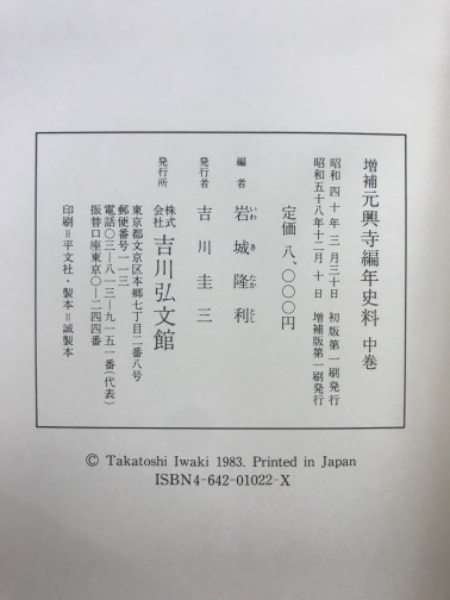 増補元興寺編年史料 中巻
昭和四十年三月三十日 初版第一刷発行
昭和五十八年十二月十日 増補版第一刷発行
定価 八、〇〇〇円
編者 岩城隆利
いわ き たか とし
発行者 吉川圭三
発行所 株式会社 吉川弘文館
東京都文京区本郷七丁目二番八号
郵便番号一一三
電話〇三―八一三―九一五一番(代表)
振替口座東京〇―二四四番
印刷=平文社・製本=誠製本
© Takatoshi Iwaki 1983. Printed in Japan
ISBN4-642-01022-X